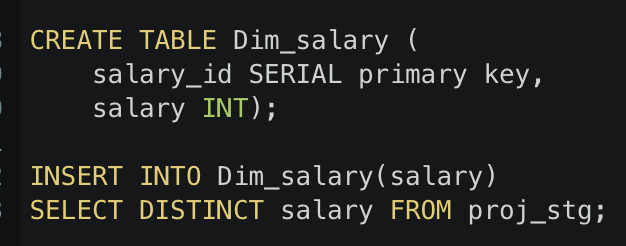 CREATE TABLE Dim_salary (
salary_id SERIAL primary key,
salary INT);
INSERT INTO Dim_salary(salary)
SELECT DISTINCT salary FROM proj_stg;